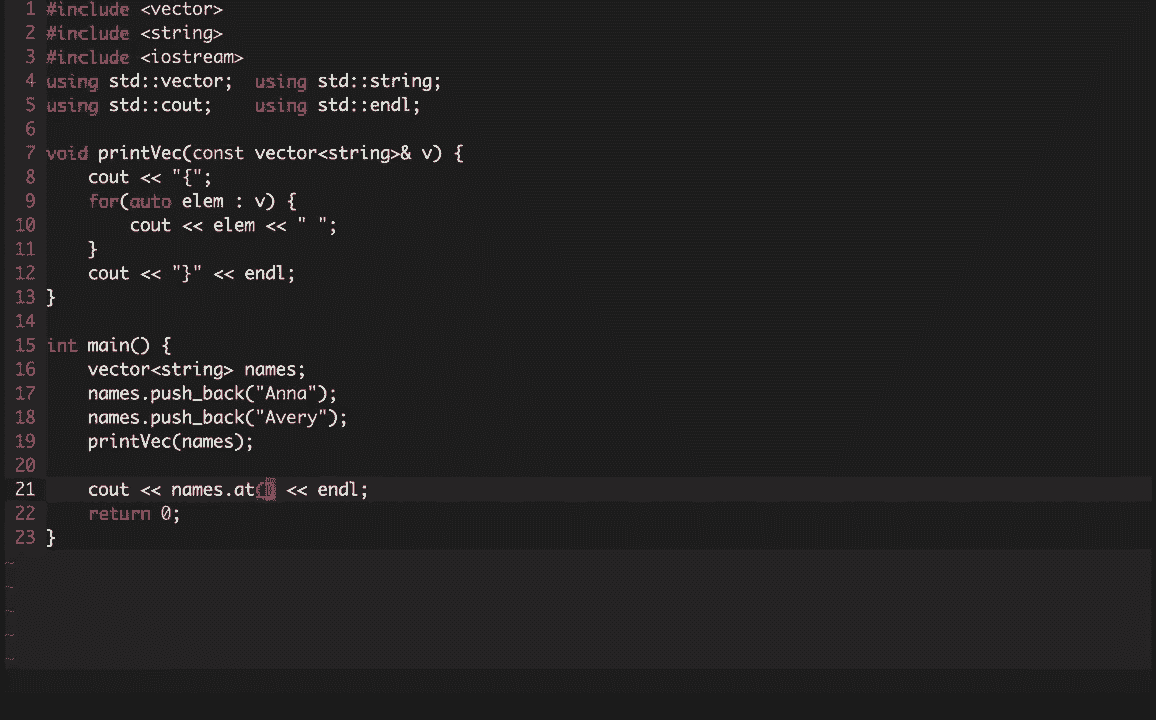 1 #include <vector>
2 #include <string>
3 #include <iostream>
4 using std::vector;  using std::string;
5 using std::cout;    using std::endl;
6
7 void printVec(const vector<string>& v) {
8     cout << "{";
9     for(auto elem : v) {
10         cout << elem << " ";
11     }
12     cout << "}" << endl;
13 }
14
15 int main() {
16     vector<string> names;
17     names.push_back("Anna");
18     names.push_back("Avery");
19     printVec(names);
20
21     cout << names.at() << endl;
22     return 0;
23 }
~
~
~
~
~